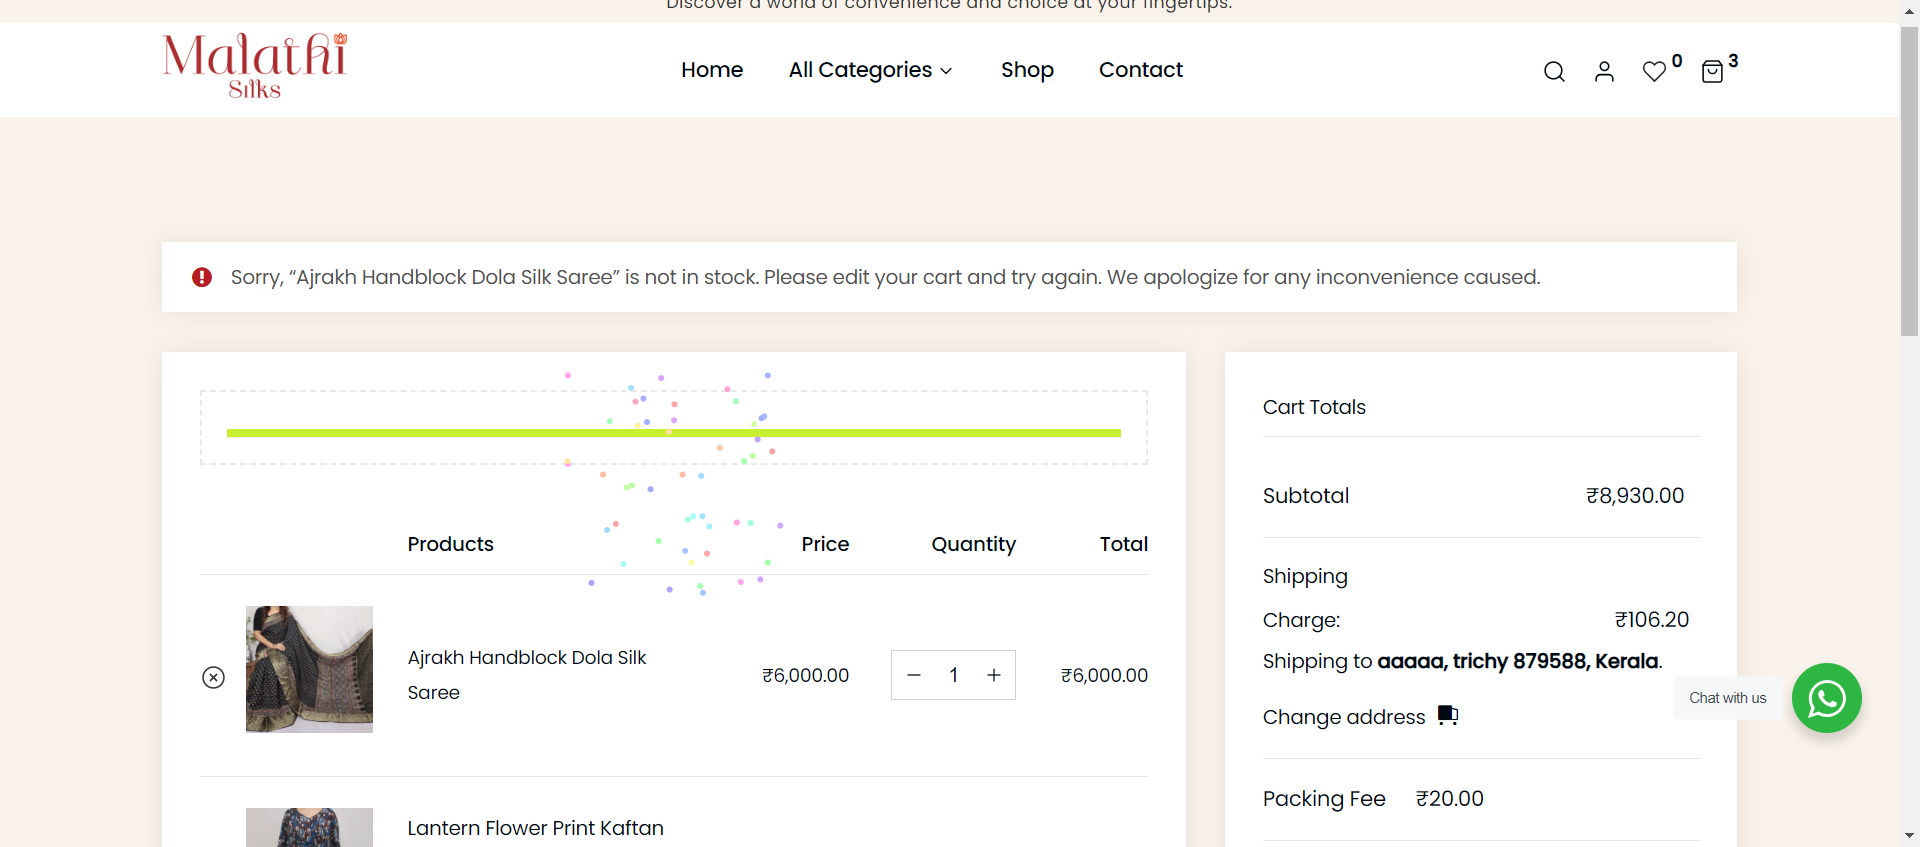 Discover a world of convenience and choice at your fingertips.
Malathi
Silks
Home
All Categories
Shop
Contact
0
3
Sorry, “Ajrakh Handblock Dola Silk Saree” is not in stock. Please edit your cart and try again. We apologize for any inconvenience caused.
Products
Price
Quantity
Total
Ajrakh Handblock Dola Silk
Saree
₹6,000.00
1
₹6,000.00
Lantern Flower Print Kaftan
Cart Totals
Subtotal
₹8,930.00
Shipping
Charge:
₹106.20
Shipping to aaaaa, trichy 879588, Kerala.
Change address
Packing Fee
₹20.00
Chat with us